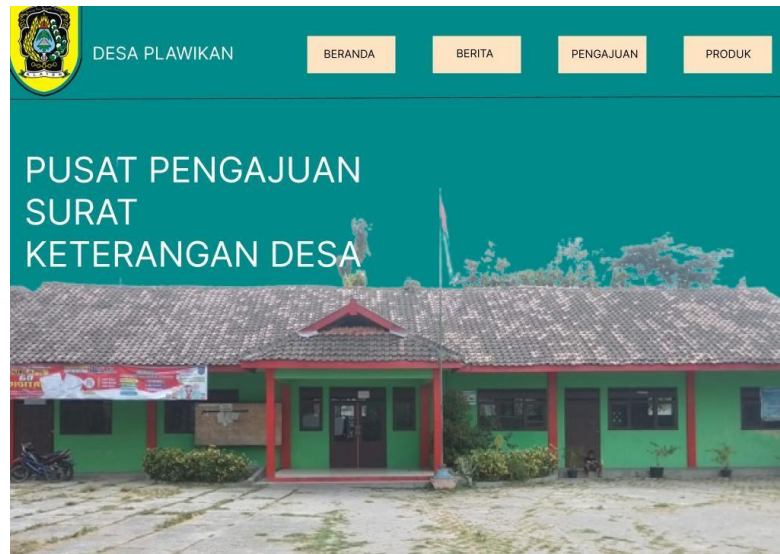 DESA PLAWIKAN
BERANDA
BERITA
PENGAJUAN
PRODUK
PUSAT PENGAJUAN
SURAT
KETERANGAN DESA